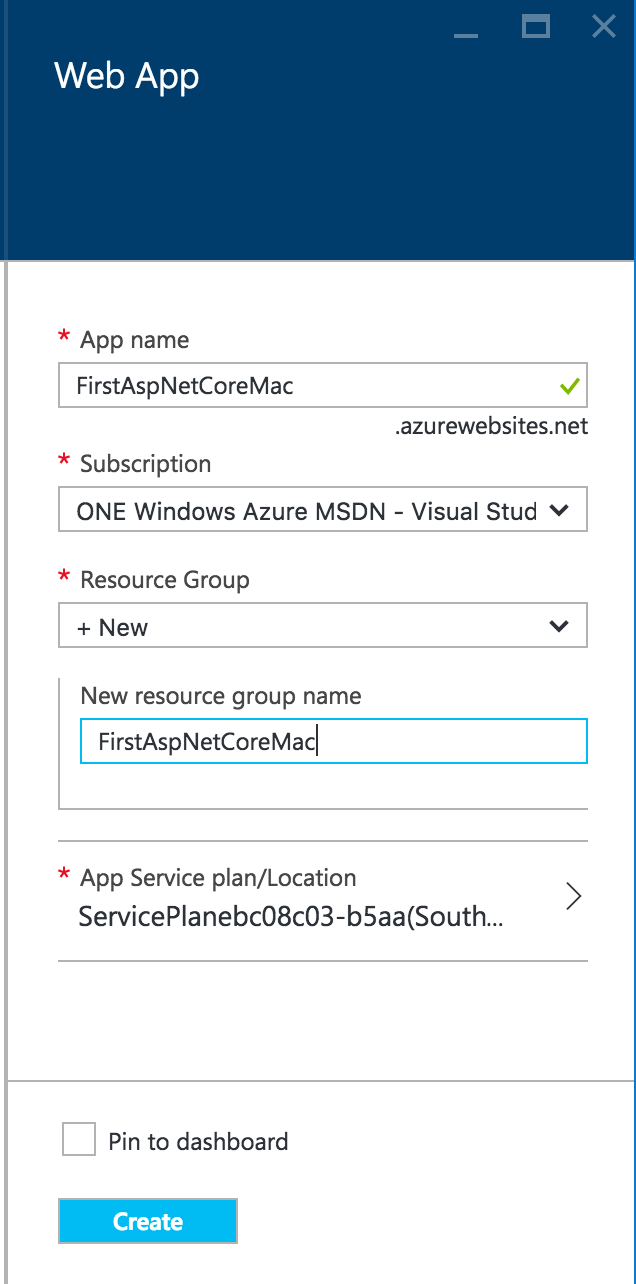 Web App
* App name
FirstAspNetCoreMac
.azurewebsites.net
* Subscription
ONE Windows Azure MSDN - Visual Stud
* Resource Group
+ New
New resource group name
FirstAspNetCoreMac
* App Service plan/Location
ServicePlanebc08c03-b5aa(South...
Pin to dashboard
Create